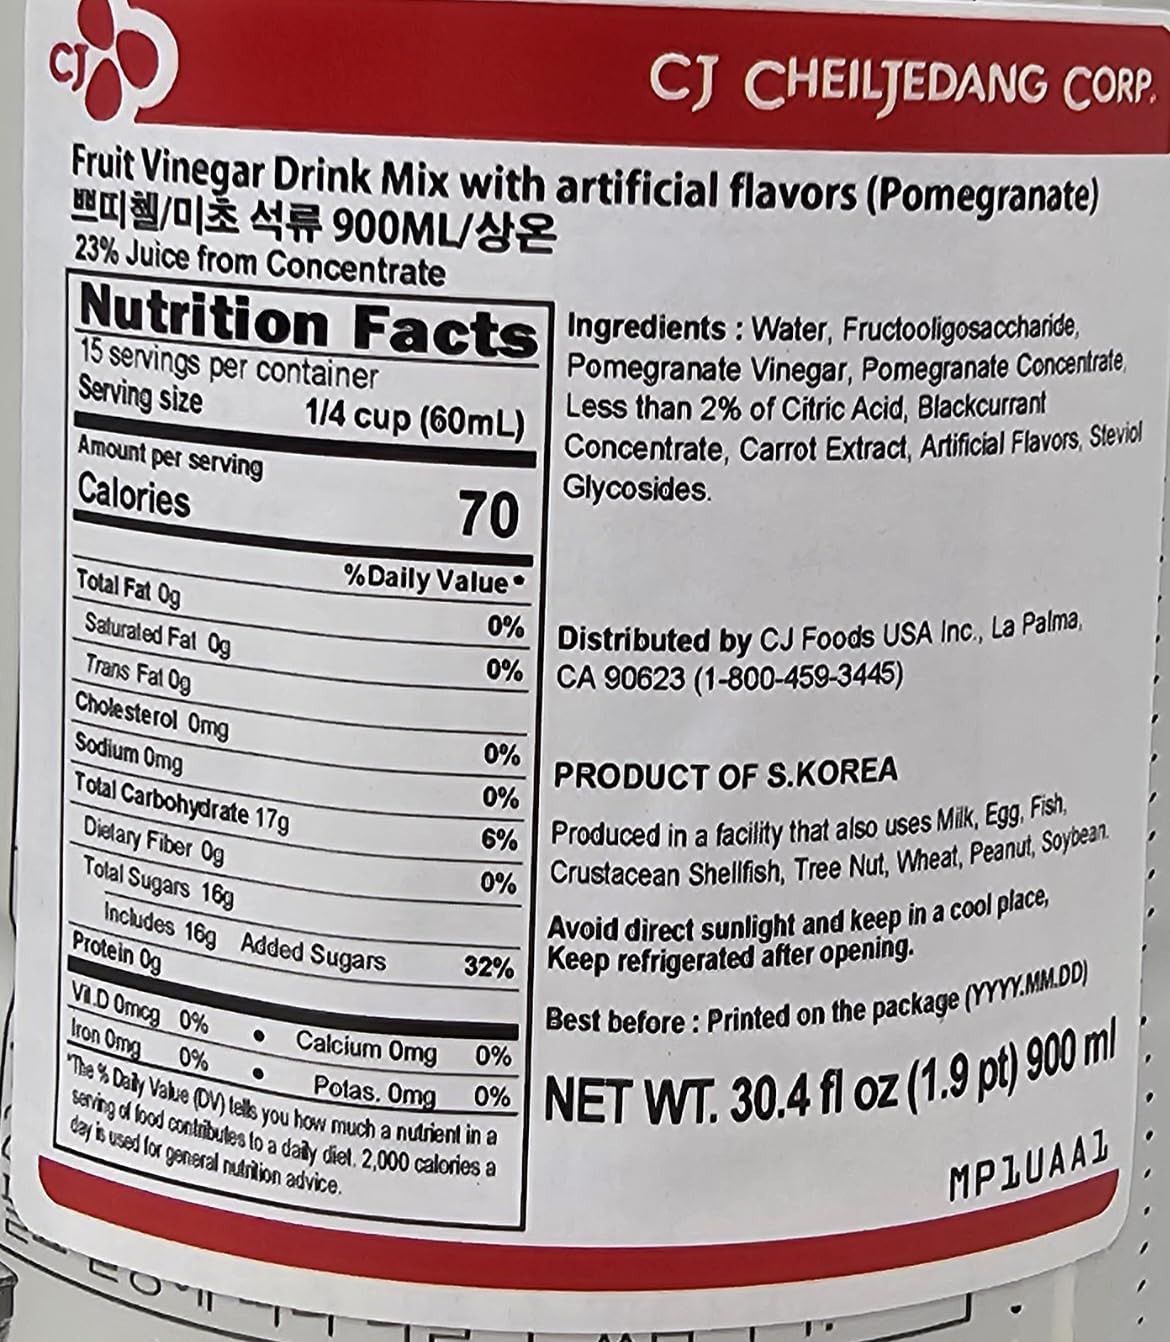 CJ
CJ CHEILJEDANG CORP.
Fruit Vinegar Drink Mix with artificial flavors (Pomegranate)
쁘띠첼/미초 석류 900ML/상온
23% Juice from Concentrate
Nutrition Facts
15 servings per container
Serving size 1/4 cup (60mL)
Amount per serving
Calories 70
%Daily Value*
Total Fat 0g 0%
Saturated Fat 0g 0%
Trans Fat 0g
Cholesterol 0mg 0%
Sodium 0mg 0%
Total Carbohydrate 17g 6%
Dietary Fiber 0g 0%
Total Sugars 16g
Includes 16g Added Sugars 32%
Protein 0g
Vit.D 0mcg 0% • Calcium 0mg 0%
Iron 0mg 0% • Potas. 0mg 0%
*The % Daily Value (DV) tells you how much a nutrient in a
serving of food contributes to a daily diet. 2,000 calories a
day is used for general nutrition advice.
Ingredients : Water, Fructooligosaccharide,
Pomegranate Vinegar, Pomegranate Concentrate,
Less than 2% of Citric Acid, Blackcurrant
Concentrate, Carrot Extract, Artificial Flavors, Steviol
Glycosides.
Distributed by CJ Foods USA Inc., La Palma,
CA 90623 (1-800-459-3445)
PRODUCT OF S.KOREA
Produced in a facility that also uses Milk, Egg, Fish,
Crustacean Shellfish, Tree Nut, Wheat, Peanut, Soybean.
Avoid direct sunlight and keep in a cool place,
Keep refrigerated after opening.
Best before : Printed on the package (YYYY.MM.DD)
NET WT. 30.4 fl oz (1.9 pt) 900 ml
MP1UAA1